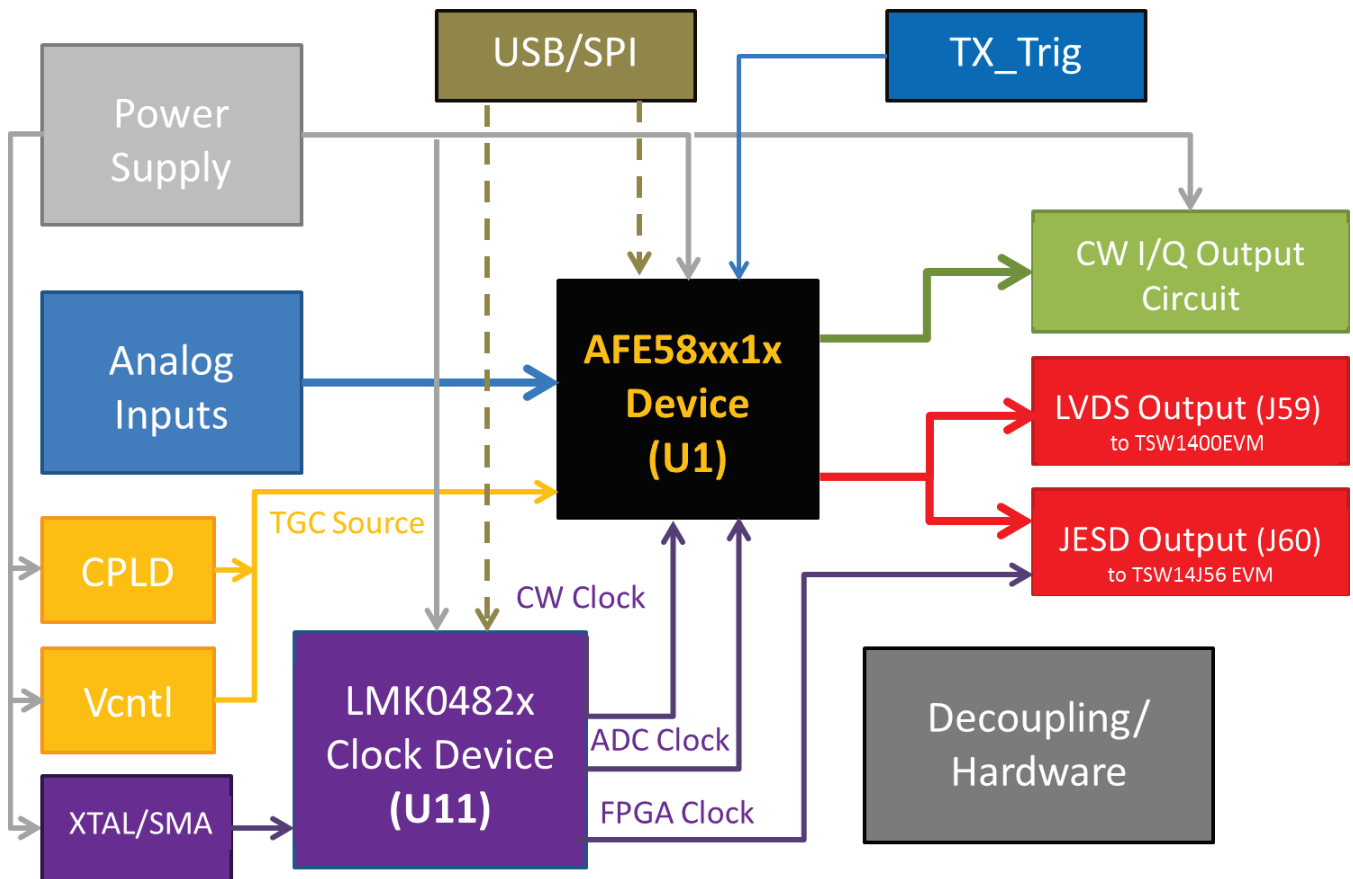 USB/SPI
TX_Trig
Power
Supply
CW I/Q Output
Circuit
Analog
Inputs
AFE58xx1x
Device
(U1)
LVDS Output (J59)
to TSW1400EVM
TGC Source
JESD Output (J60)
to TSW14J56 EVM
CPLD
CW Clock
Vcntl
LMK0482x
Clock Device
(U11)
ADC Clock
FPGA Clock
XTAL/SMA
Decoupling/
Hardware